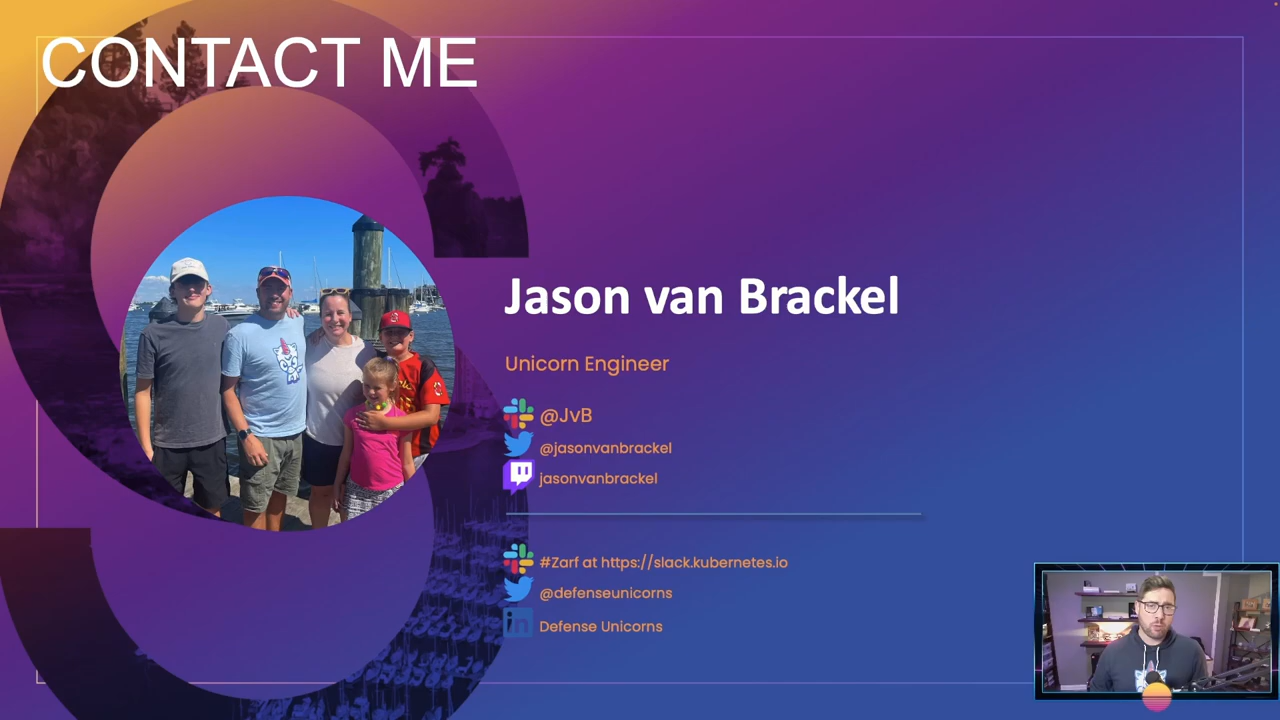 CONTACT ME
Jason van Brackel
Unicorn Engineer
@JvB
@jasonvanbrackel
jasonvanbrackel
#Zarf at https://slack.kubernetes.io
@defenseunicorns
in Defense Unicorns